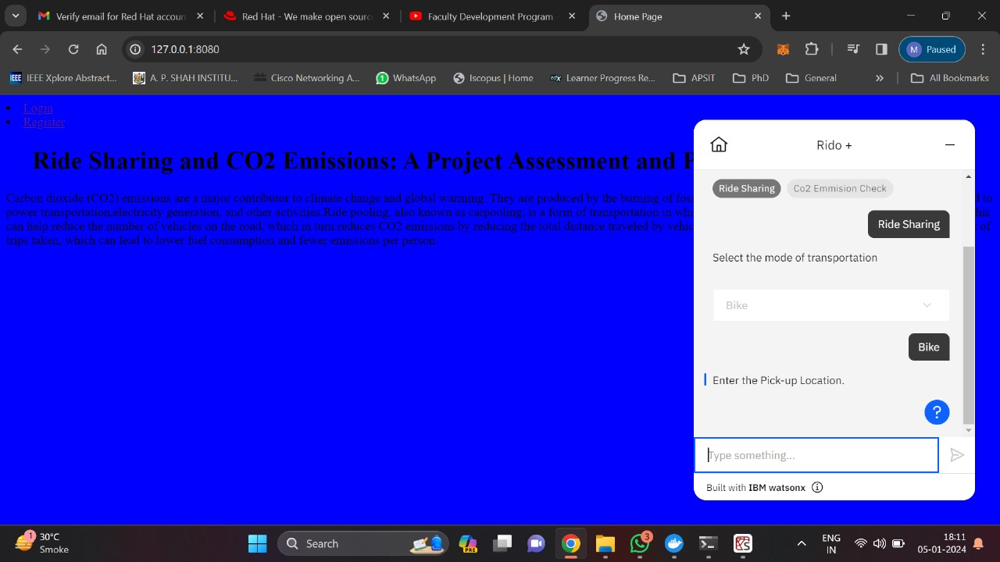 Verify email for Red Hat accoun
Red Hat - We make open sourc
Faculty Development Program -
Home Page
127.0.0.1:8080
M Paused
IEEE Xplore Abstract...
A. P. SHAH INSTITU...
Cisco Networking A...
WhatsApp
Iscopus | Home
Learner Progress Re...
APSIT
PhD
General
All Bookmarks
Login
Register
Ride Sharing and CO2 Emissions: A Project Assessment and P
Carbon dioxide (CO2) emissions are a major contributor to climate change and global warming. They are produced by the burning of foss d to
power transportation,electricity generation, and other activities.Ride pooling, also known as carpooling, is a form of transportation in whi his
can help reduce the number of vehicles on the road, which in turn reduces CO2 emissions by reducing the total distance traveled by vehic r of
trips taken, which can lead to lower fuel consumption and fewer emissions per person.
Rido +
Ride Sharing
Co2 Emmision Check
Ride Sharing
Select the mode of transportation
Bike
Bike
Enter the Pick-up Location.
?
Type something...
Built with IBM watsonx
1
30°C
Smoke
Search
PRE
3
ENG
IN
18:11
05-01-2024